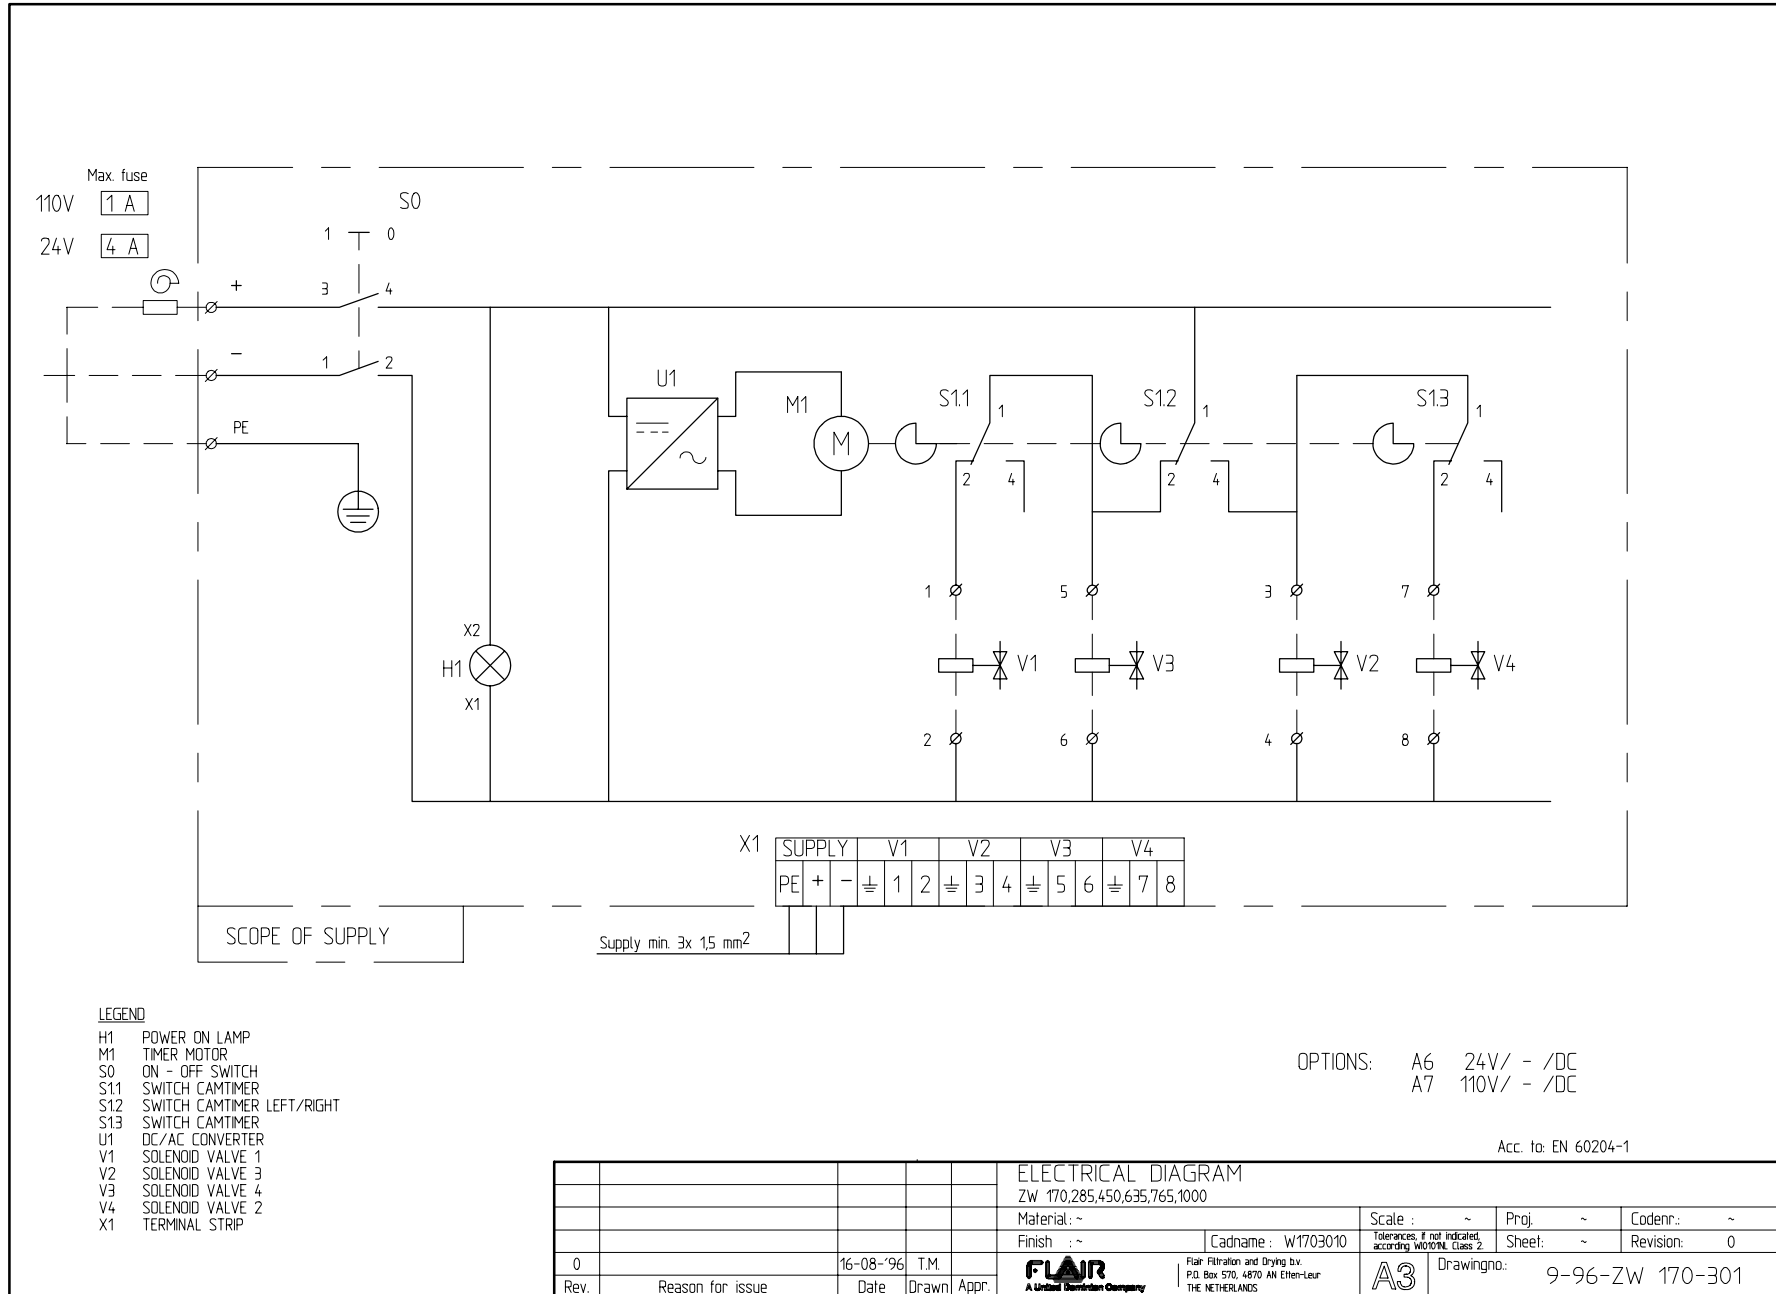 Max. fuse
110V 1 A
24V 4 A
S0
1 0
+ 3 4
- 1 2
PE
U1
M1
M
S1.1
1
2 4
S1.2
1
2 4
S1.3
1
2 4
1 5 3 7
X2
H1
X1
V1 V3 V2 V4
2 6 4 8
X1
SUPPLY V1 V2 V3 V4
PE + - 1 2 3 4 5 6 7 8
SCOPE OF SUPPLY
Supply min. 3x 1,5 mm2
LEGEND
H1 POWER ON LAMP
M1 TIMER MOTOR
S0 ON - OFF SWITCH
S1.1 SWITCH CAMTIMER
S1.2 SWITCH CAMTIMER LEFT/RIGHT
S1.3 SWITCH CAMTIMER
U1 DC/AC CONVERTER
V1 SOLENOID VALVE 1
V2 SOLENOID VALVE 3
V3 SOLENOID VALVE 4
V4 SOLENOID VALVE 2
X1 TERMINAL STRIP
OPTIONS: A6 24V/ - /DC
A7 110V/ - /DC
Acc. to: EN 60204-1
ELECTRICAL DIAGRAM
ZW 170,285,450,635,765,1000
Material : ~
Scale : ~
Proj. ~
Codenr.: ~
Finish : ~
Cadname : W1703010
Tolerances, if not indicated,
according WI0101NL Class 2.
Sheet: ~
Revision: 0
0 16-08-'96 T.M.
Rev. Reason for issue Date Drawn Appr.
FLAIR
A United Dominion Company
Flair Filtration and Drying b.v.
P.O. Box 570, 4870 AN Etten-Leur
THE NETHERLANDS
A3
Drawingno.:
9-96-ZW 170-301